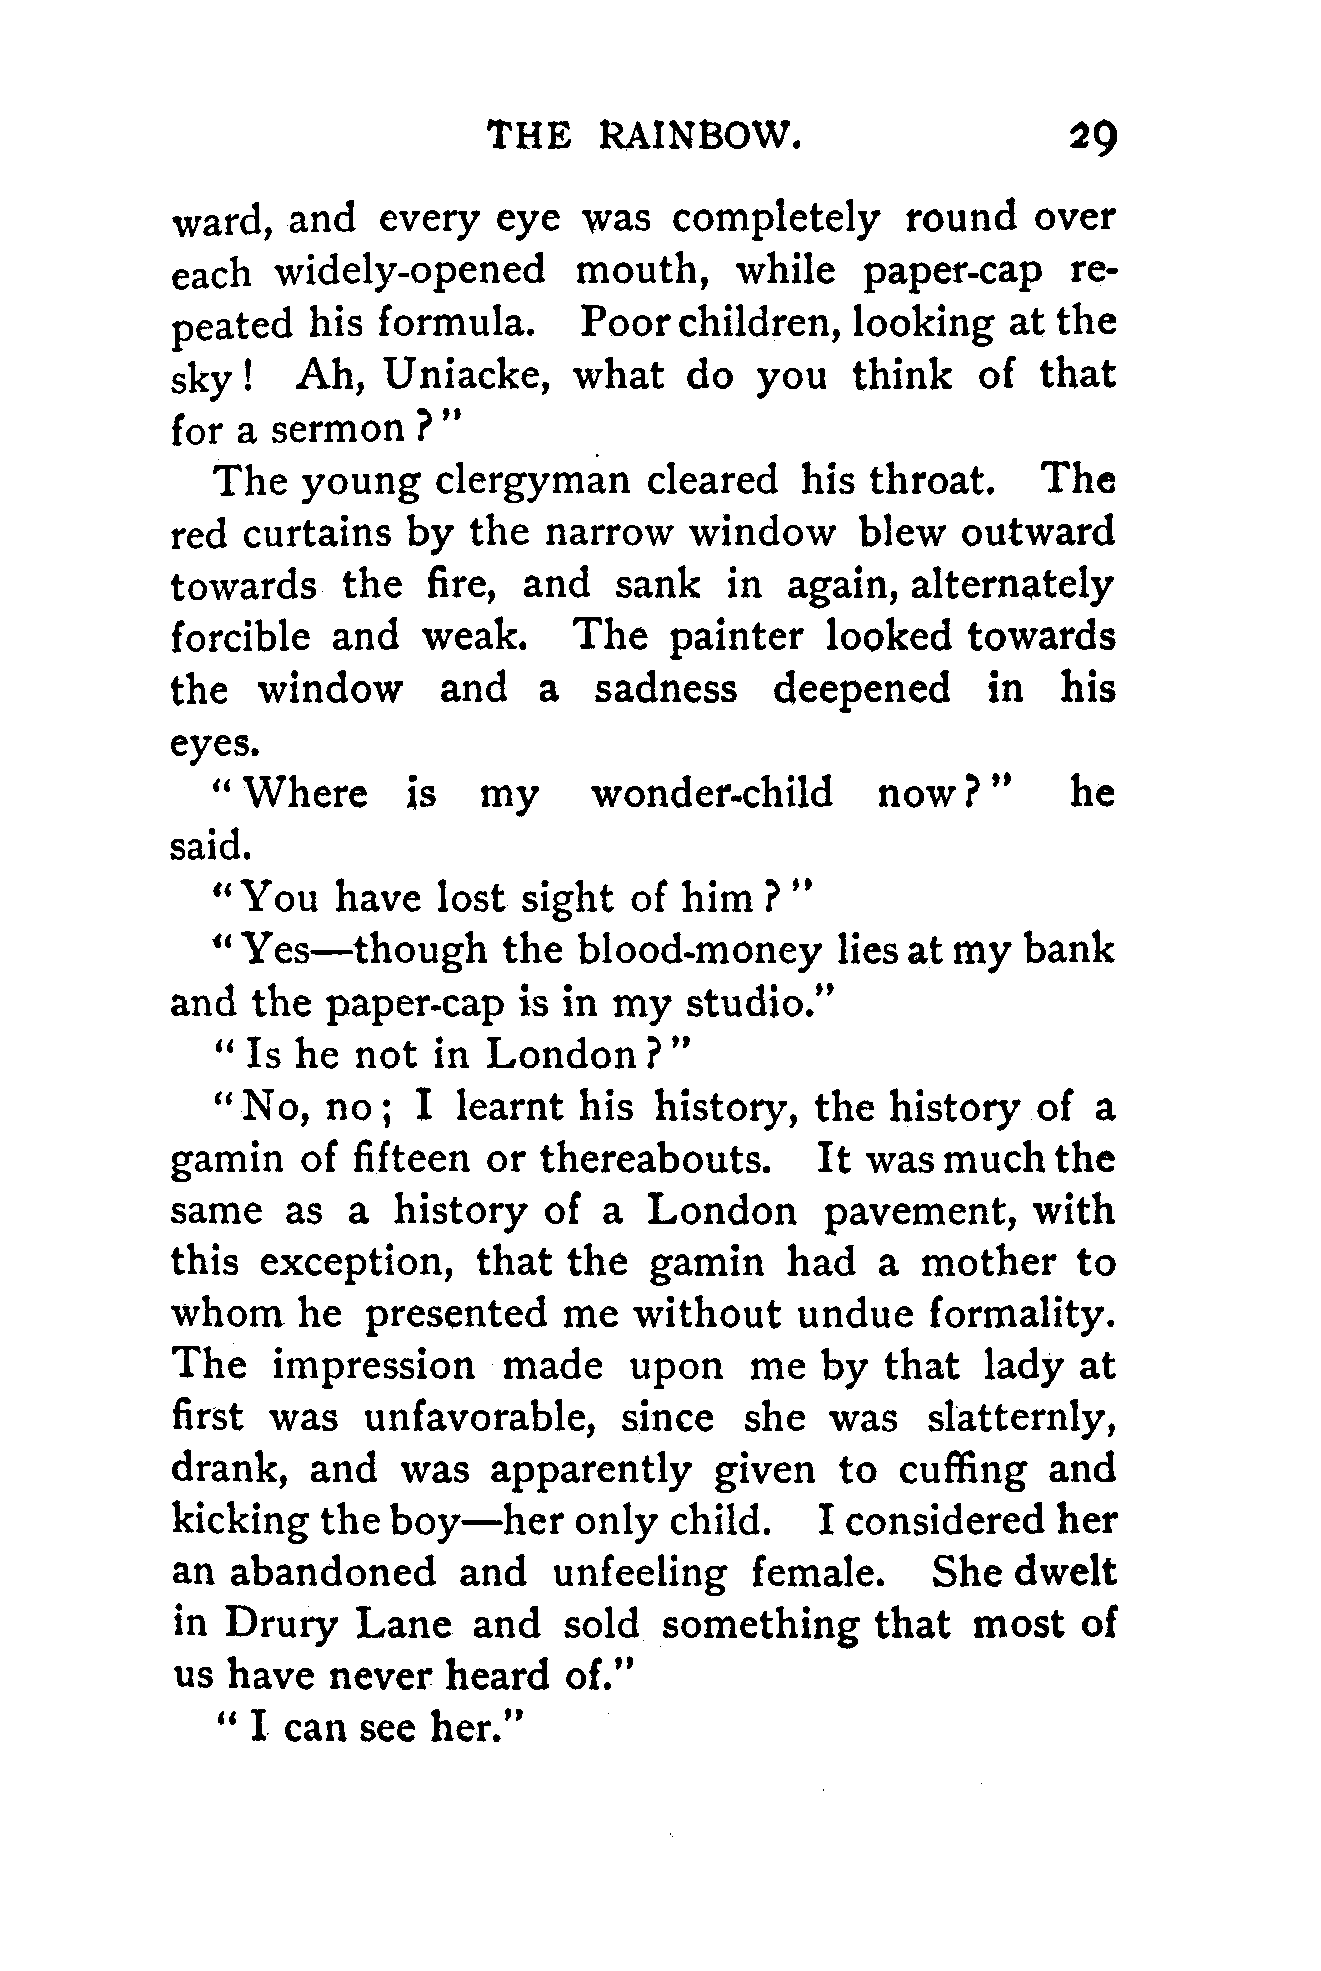 THE RAINBOW. 29
ward, and every eye was completely round over
each widely-opened mouth, while paper-cap re-
peated his formula. Poor children, looking at the
sky! Ah, Uniacke, what do you think of that
for a sermon?"
The young clergyman cleared his throat. The
red curtains by the narrow window blew outward
towards the fire, and sank in again, alternately
forcible and weak. The painter looked towards
the window and a sadness deepened in his
eyes.
"Where is my wonder-child now?" he
said.
"You have lost sight of him?"
"Yes—though the blood-money lies at my bank
and the paper-cap is in my studio."
"Is he not in London?"
"No, no; I learnt his history, the history of a
gamin of fifteen or thereabouts. It was much the
same as a history of a London pavement, with
this exception, that the gamin had a mother to
whom he presented me without undue formality.
The impression made upon me by that lady at
first was unfavorable, since she was slatternly,
drank, and was apparently given to cuffing and
kicking the boy—her only child. I considered her
an abandoned and unfeeling female. She dwelt
in Drury Lane and sold something that most of
us have never heard of."
"I can see her."